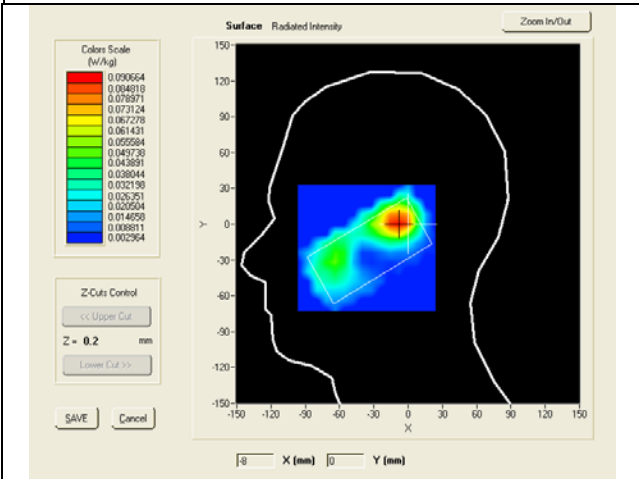 Surface Radiated Intensity
Zoom In/Out
Colors Scale
(W/kg)
0.090664
0.084818
0.078971
0.073124
0.067278
0.061431
0.055584
0.049738
0.043891
0.038044
0.032198
0.026351
0.020504
0.014658
0.008811
0.002964
Z-Cuts Control
<< Upper Cut
Z = 0.2 mm
Lower Cut >>
SAVE Cancel
150
120
90
60
30
0
-30
-60
-90
-120
-150
Y
-150 -120 -90 -60 -30 0 30 60 90 120 150
X
-8 X (mm) 0 Y (mm)